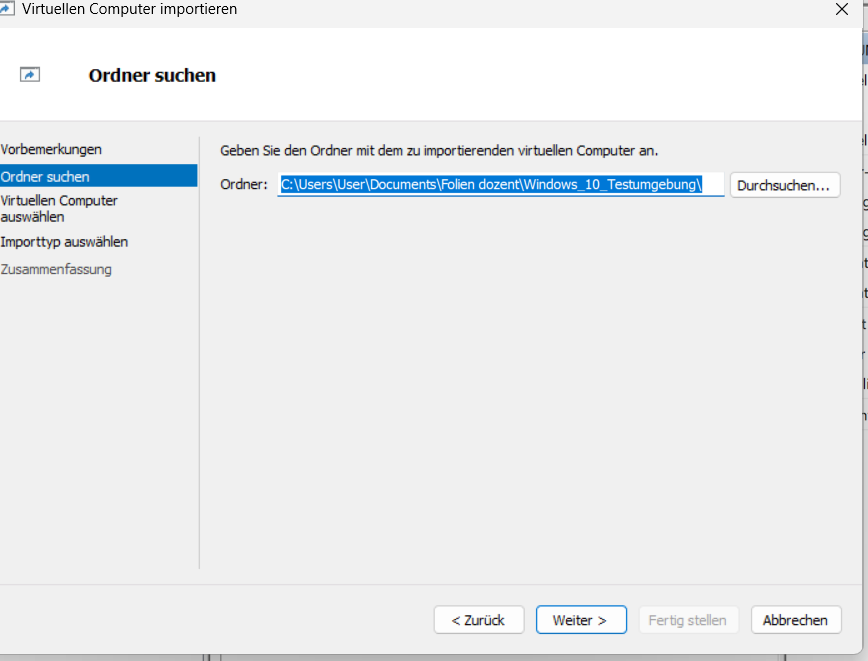 Virtuellen Computer importieren
Ordner suchen
Vorbemerkungen
Ordner suchen
Virtuellen Computer
auswählen
Importtyp auswählen
Zusammenfassung
Geben Sie den Ordner mit dem zu importierenden virtuellen Computer an.
Ordner: C:\Users\User\Documents\Folien dozent\Windows_10_Testumgebung\ Durchsuchen...
< Zurück Weiter > Fertig stellen Abbrechen